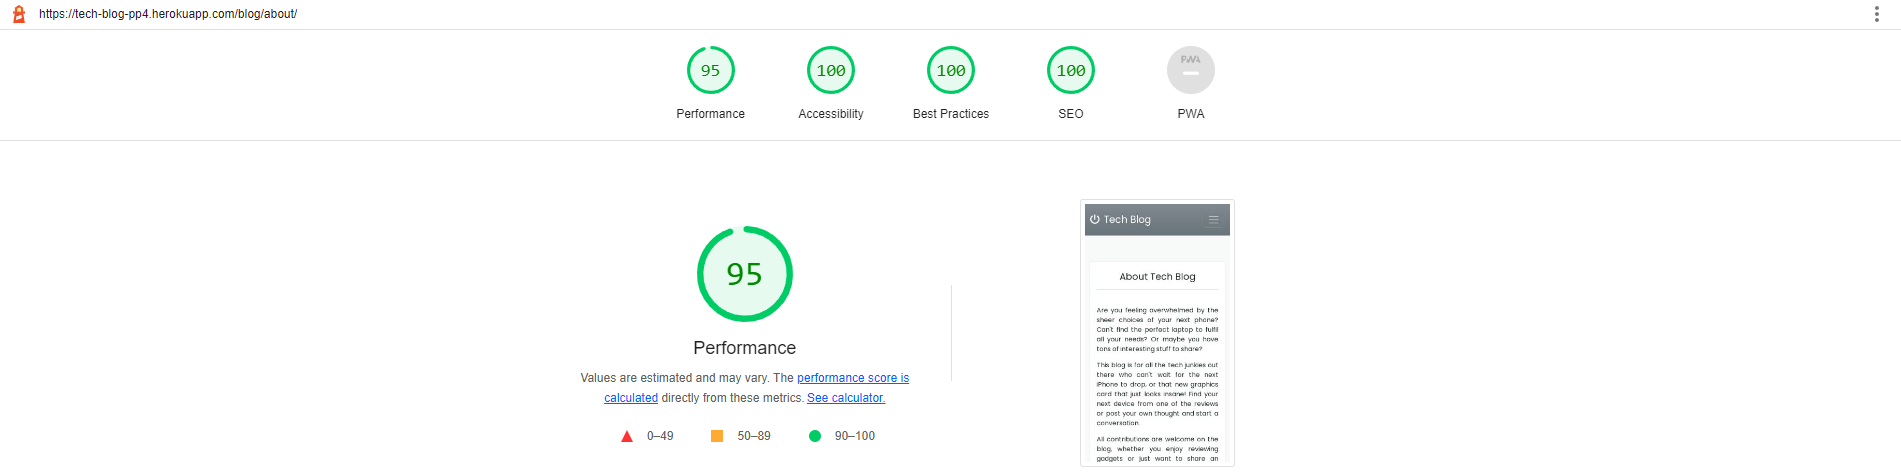 https://tech-blog-pp4.herokuapp.com/blog/about/
95 100 100 100 PWA
Performance Accessibility Best Practices SEO PWA
95
Performance
Values are estimated and may vary. The performance score is
calculated directly from these metrics. See calculator.
0–49 50–89 90–100
Tech Blog
About Tech Blog
Are you feeling overwhelmed by the
sheer choices of your next phone?
Can't find the perfect laptop to fulfil
all your needs? Or maybe you have
tons of interesting stuff to share?
This blog is for all the tech junkies out
there who can't wait for the next
iPhone to drop, or that new graphics
card that just looks insane! Find your
next device from one of the reviews
or post your own thought and start a
conversation.
All contributions are welcome on the
blog, whether you enjoy reviewing
gadgets or just want to share an